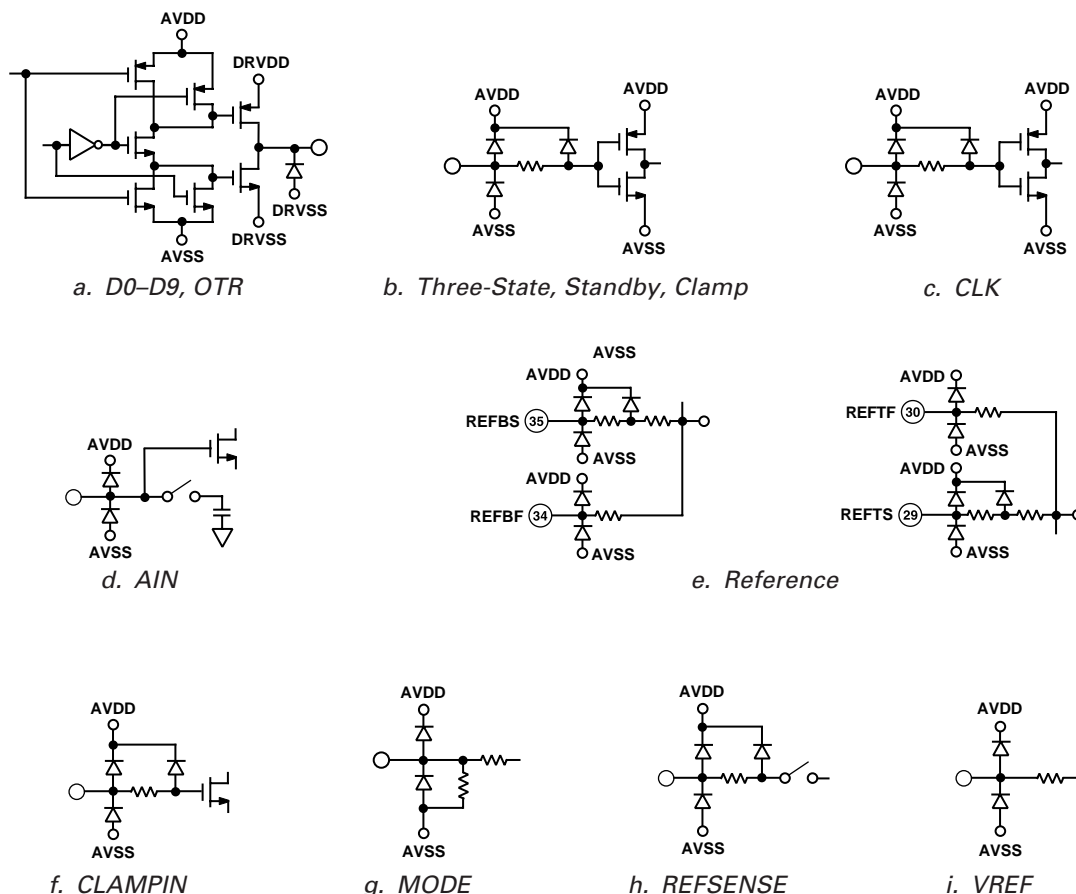 AVDD
DRVDD
DRVSS
DRVSS
AVSS
a. D0–D9, OTR
AVDD
AVDD
AVSS
AVSS
b. Three-State, Standby, Clamp
AVDD
AVDD
AVSS
AVSS
c. CLK
AVDD
AVSS
d. AIN
AVSS
AVDD
REFBS 35
AVSS
AVDD
REFBF 34
AVSS
AVDD
REFTF 30
AVSS
AVDD
REFTS 29
AVSS
e. Reference
AVDD
AVSS
f. CLAMPIN
AVDD
AVSS
g. MODE
AVDD
AVSS
h. REFSENSE
AVDD
AVSS
i. VREF